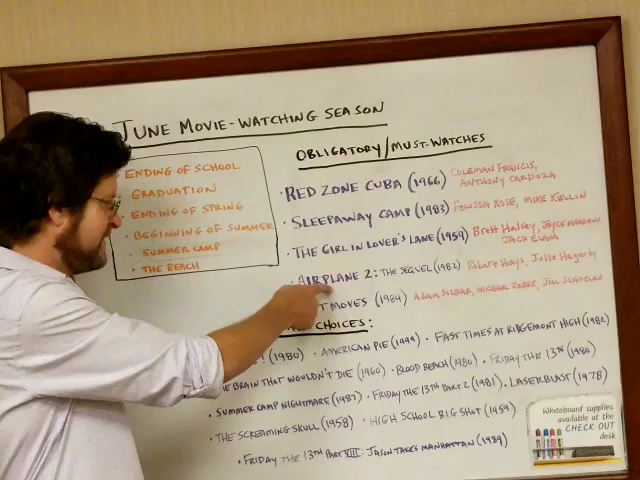 JUNE MOVIE-WATCHING SEASON
ENDING OF SCHOOL
GRADUATION
• ENDING OF SPRING
• BEGINNING OF SUMMER
• SUMMER CAMP
• THE BEACH
OBLIGATORY/MUST-WATCHES
• RED ZONE CUBA (1966) COLEMAN FRANCIS, ANTHONY CARDOZA
• SLEEPAWAY CAMP (1983) FELISSA ROSE, MIKE KELLIN
• THE GIRL IN LOVER'S LANE (1959) Brett Halsey, JOYCE MEADOWS JACK ELAM
• AIRPLANE 2: THE SEQUEL (1982) Robert Hays, Julie Hagerty
T MOVES (1984) ADAM MICHAEL JILL SCHOELEN
CHOICES:
! (1980) • AMERICAN PIE (1999) • FAST TIMES AT RIDGEMONT HIGH (1982)
BRAIN THAT WOULDN'T DIE (1960) • BLOOD BEACH (1980) • FRIDAY THE 13TH (1980)
• SUMMER CAMP NIGHTMARE (1987) • FRIDAY THE 13TH PART 2 (1981) • LASERBLAST (1978)
• THE SCREAMING SKULL (1958) • HIGH SCHOOL BIG SHOT (1959)
• FRIDAY THE 13TH PART VIII: JASON TAKES MANHATTAN (1989)
Whiteboard supplies
available at the
CHECK OUT
desk